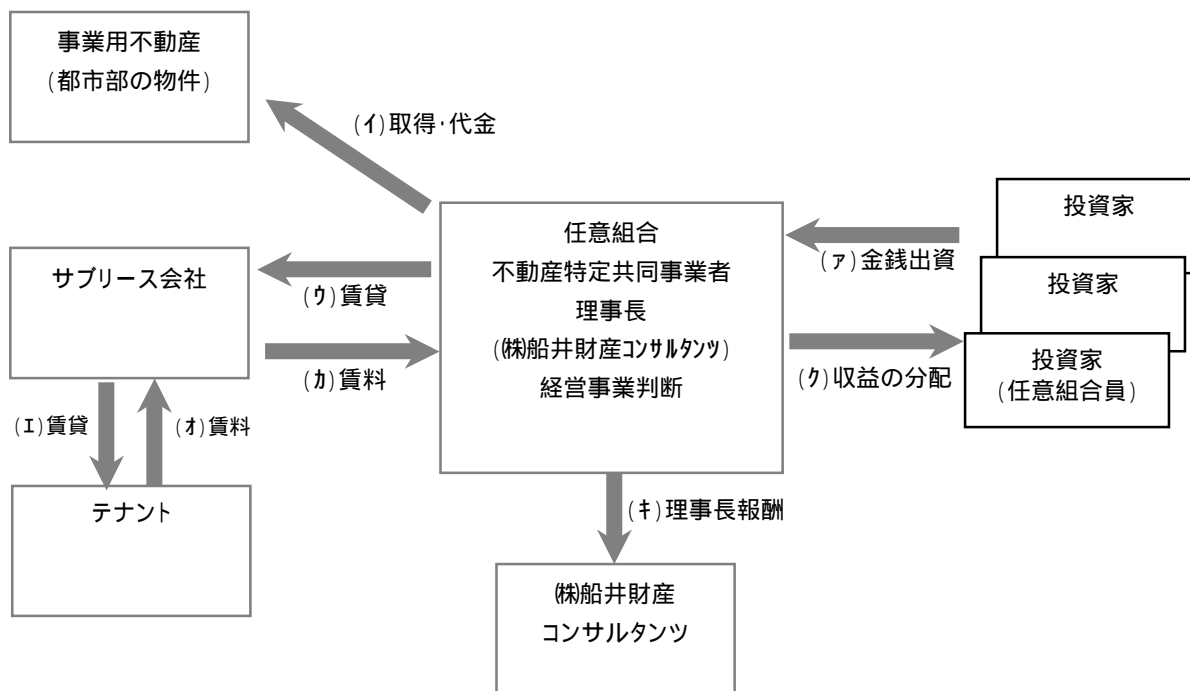 事業用不動産
(都市部の物件)
(イ)取得・代金
投資家
任意組合
不動産特定共同事業者
理事長
(㈱船井財産コンサルタンツ)
経営事業判断
(ァ)金銭出資
投資家
サブリース会社
(ウ)賃貸
(カ)賃料
(ク)収益の分配
投資家
(任意組合員)
(エ)賃貸
(オ)賃料
テナント
(キ)理事長報酬
㈱船井財産
コンサルタンツ